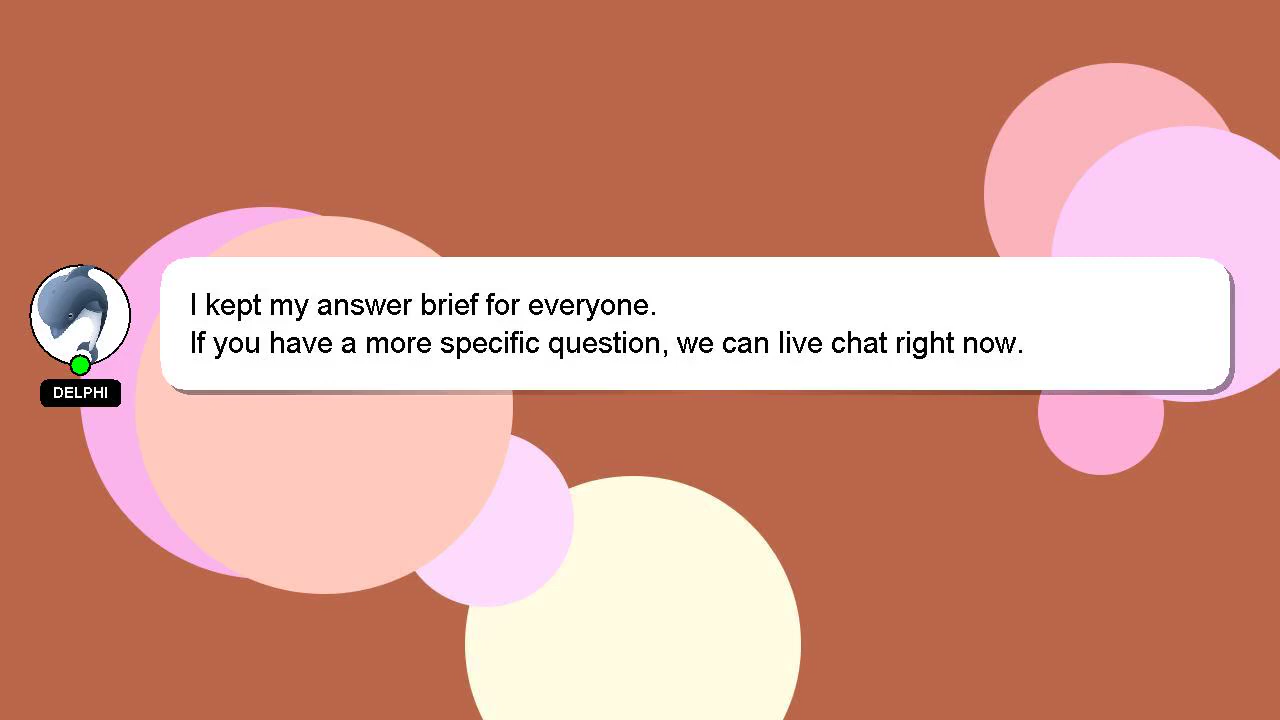 I kept my answer brief for everyone.
If you have a more specific question, we can live chat right now.
DELPHI